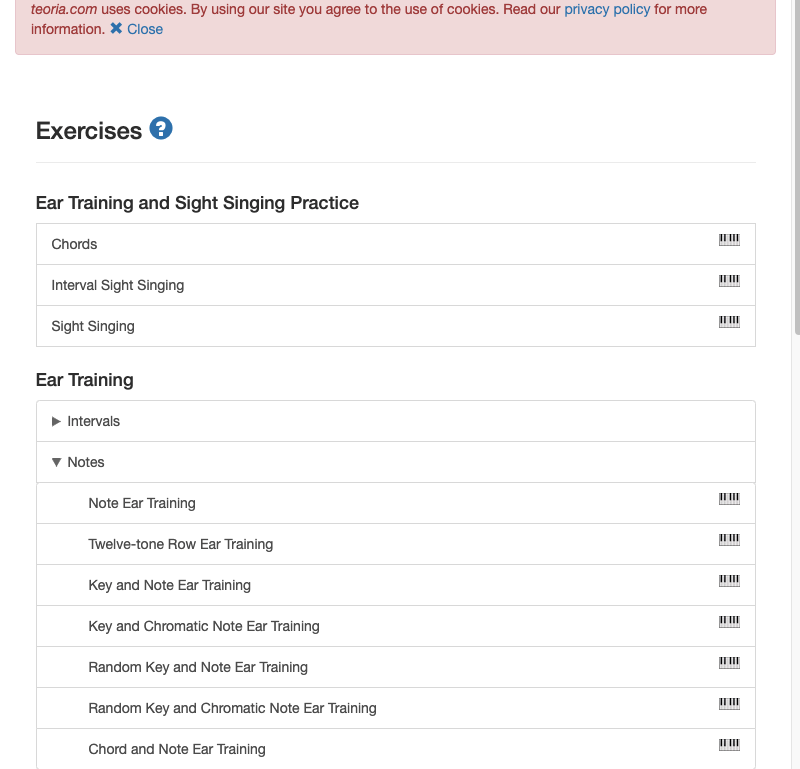 teoria.com uses cookies. By using our site you agree to the use of cookies. Read our privacy policy for more
information. ✖ Close
Exercises ?
Ear Training and Sight Singing Practice
Chords
Interval Sight Singing
Sight Singing
Ear Training
▶ Intervals
▼ Notes
Note Ear Training
Twelve-tone Row Ear Training
Key and Note Ear Training
Key and Chromatic Note Ear Training
Random Key and Note Ear Training
Random Key and Chromatic Note Ear Training
Chord and Note Ear Training